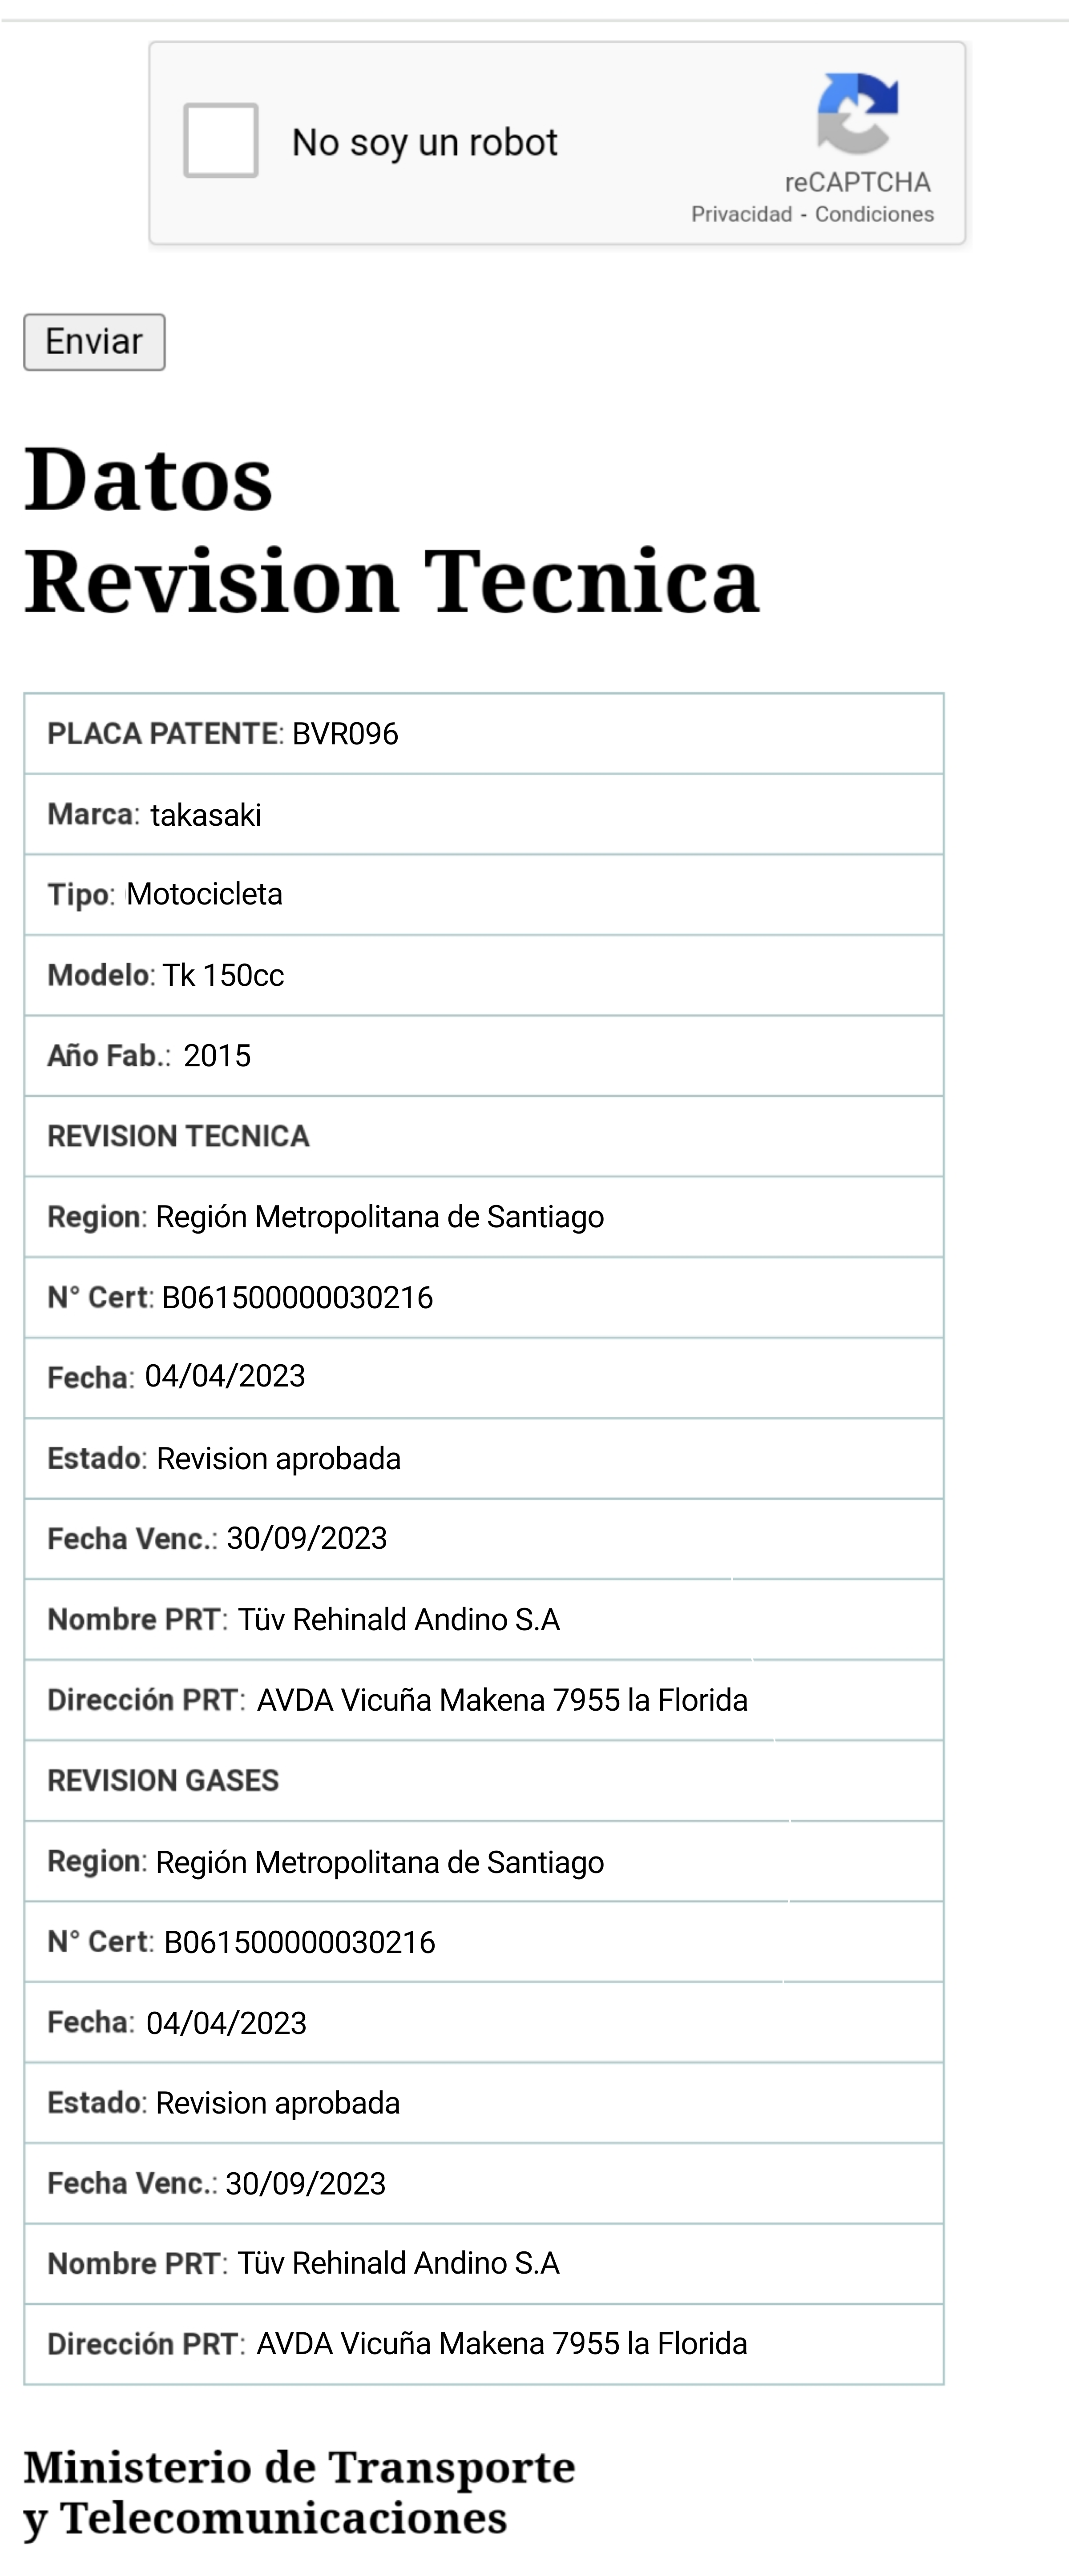 No soy un robot
reCAPTCHA
Privacidad - Condiciones
Enviar
Datos
Revision Tecnica
PLACA PATENTE: BVR096
Marca: takasaki
Tipo: Motocicleta
Modelo: Tk 150cc
Año Fab.: 2015
REVISION TECNICA
Region: Región Metropolitana de Santiago
N° Cert: B061500000030216
Fecha: 04/04/2023
Estado: Revision aprobada
Fecha Venc.: 30/09/2023
Nombre PRT: Tüv Rehinald Andino S.A
Dirección PRT: AVDA Vicuña Makena 7955 la Florida
REVISION GASES
Region: Región Metropolitana de Santiago
N° Cert: B061500000030216
Fecha: 04/04/2023
Estado: Revision aprobada
Fecha Venc.: 30/09/2023
Nombre PRT: Tüv Rehinald Andino S.A
Dirección PRT: AVDA Vicuña Makena 7955 la Florida
Ministerio de Transporte
y Telecomunicaciones